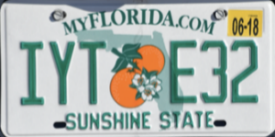 MYFLORIDA.COM
06-18
IYT E32
SUNSHINE STATE